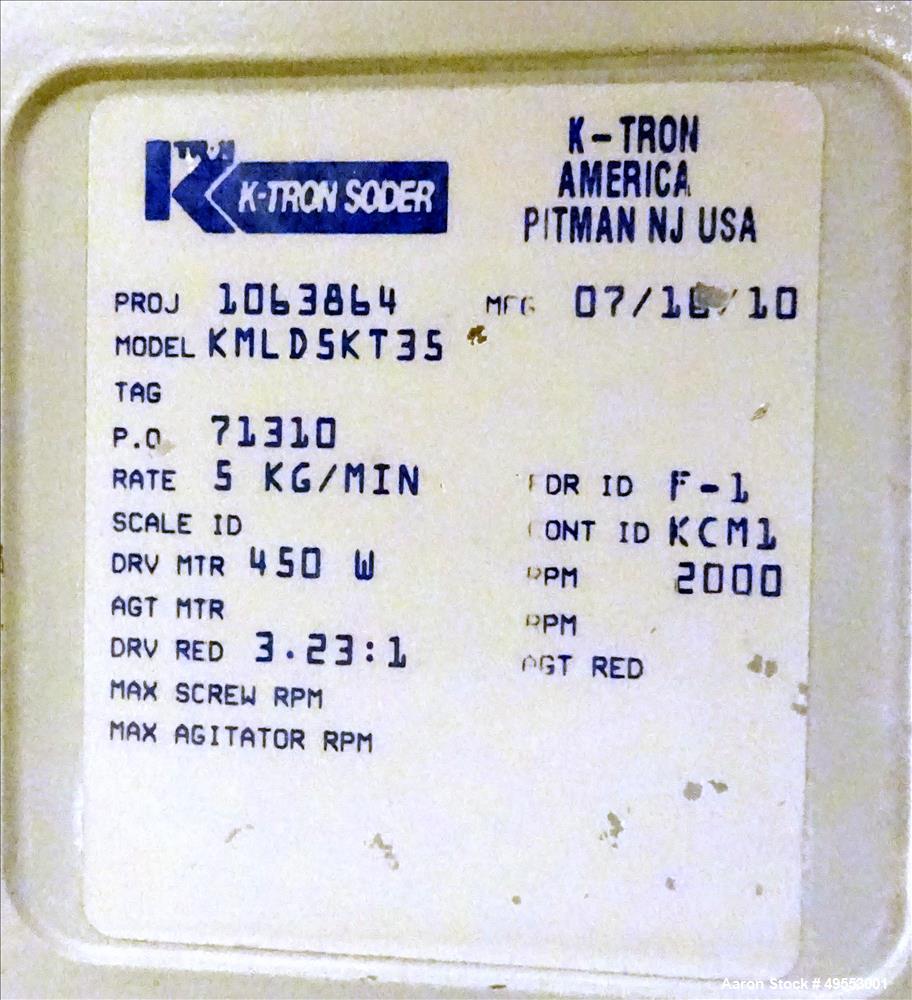 K-TRON SODER
K-TRON
AMERICA
PITMAN NJ USA
PROJ 1063864 MFG
MODEL KMLDSKT35
TAG
P.O 71310
RATE 5 KG/MIN FDR ID F-1
SCALE ID CONT ID KCM1
DRV MTR 450 W RPM 2000
AGT MTR RPM
DRV RED 3.23:1 AGT RED
MAX SCREW RPM
MAX AGITATOR RPM
Aaron Stock # 49553001